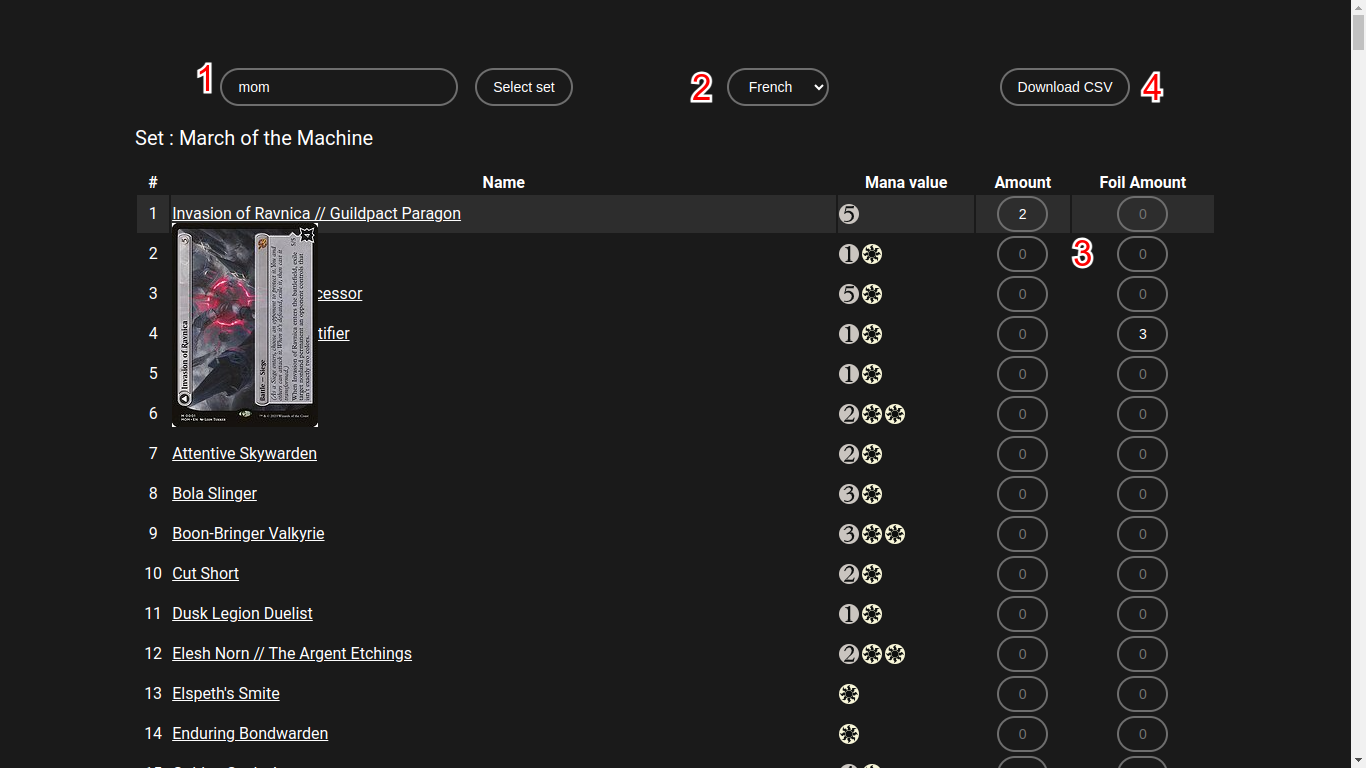 1 mom Select set 2 French Download CSV 4
Set : March of the Machine
# Name Mana value Amount Foil Amount
1 Invasion of Ravnica // Guildpact Paragon 5 2 0
2 1 0 3 0
3 cessor 5 0 0
4 tifier 1 0 3
5 1 0 0
6 2 0 0
Invasion of Ravnica 5
Battle — Siege
(As a Siege enters, choose an opponent to protect it. You and
others can attack it. When it's defeated, exile it, then cast it
transformed.)
When Invasion of Ravnica enters the battlefield, exile
target nonland permanent an opponent controls that
isn't exactly two colors.
7 Attentive Skywarden 2 0 0
8 Bola Slinger 3 0 0
9 Boon-Bringer Valkyrie 3 0 0
10 Cut Short 2 0 0
11 Dusk Legion Duelist 1 0 0
12 Elesh Norn // The Argent Etchings 2 0 0
13 Elspeth's Smite 0 0
14 Enduring Bondwarden 0 0